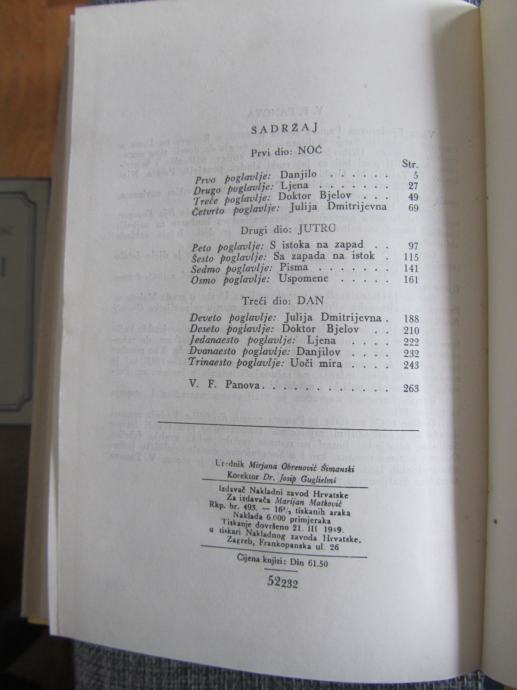 SADRŽAJ
Prvi dio: NOĆ
Str.
Prvo poglavlje: Danjilo . . . . . . 5
Drugo poglavlje: Ljena . . . . . . . 27
Treće poglavlje: Doktor Bjelov . . . . 49
Četvrto poglavlje: Julija Dmitrijevna 69
Drugi dio: JUTRO
Peto poglavlje: S istoka na zapad . . 97
Šesto poglavlje: Sa zapada na istok . 115
Sedmo poglavlje: Pisma . . . . . . . 141
Osmo poglavlje: Uspomene . . . . . 161
Treći dio: DAN
Deveto poglavlje: Julija Dmitrijevna . 188
Deseto poglavlje: Doktor Bjelov . . 210
Jedanaesto poglavlje: Ljena . . . . 222
Dvanaesto poglavlje: Danjilov . . . 232
Trinaesto poglavlje: Uoči mira . . . 243
V. F. Panova . . . . . . . . . . . . 263
Urednik Mirjana Obrenović Šimanski
Korektor Dr. Josip Guglielmi
Izdavač Nakladni zavod Hrvatske
Za izdavača Marijan Matković
Rkp. br. 493. — tiskanih araka
Naklada 6.000 primjeraka
Tiskanje dovršeno 21. III 1949.
u tiskari Nakladnog zavoda Hrvatske.
Zagreb, Frankopanska ul. 26
Cijena knjizi: Din 61.50
52232